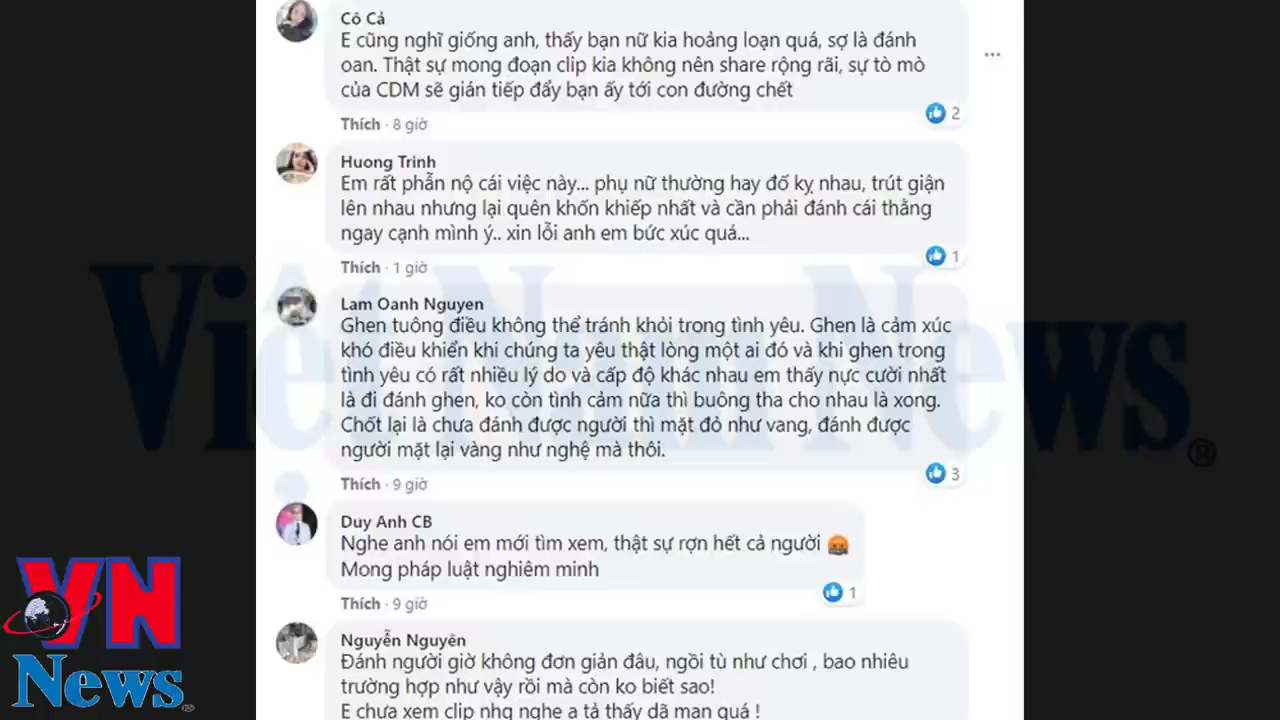 Cô Cả
E cũng nghĩ giống anh, thấy bạn nữ kia hoảng loạn quá, sợ là đánh
oan. Thật sự mong đoạn clip kia không nên share rộng rãi, sự tò mò
của CDM sẽ gián tiếp đẩy bạn ấy tới con đường chết
2
Thích · 8 giờ
Huong Trinh
Em rất phẫn nộ cái việc này... phụ nữ thường hay đố kỵ nhau, trút giận
lên nhau nhưng lại quên khốn khiếp nhất và cần phải đánh cái thằng
ngay cạnh mình ý.. xin lỗi anh em bức xúc quá...
1
Thích · 1 giờ
Lam Oanh Nguyen
Ghen tuông điều không thể tránh khỏi trong tình yêu. Ghen là cảm xúc
khó điều khiển khi chúng ta yêu thật lòng một ai đó và khi ghen trong
tình yêu có rất nhiều lý do và cấp độ khác nhau em thấy nực cười nhất
là đi đánh ghen, ko còn tình cảm nữa thì buông tha cho nhau là xong.
Chốt lại là chưa đánh được người thì mặt đỏ như vang, đánh được
người mặt lại vàng như nghệ mà thôi.
3
Thích · 9 giờ
Duy Anh CB
Nghe anh nói em mới tìm xem, thật sự rợn hết cả người
Mong pháp luật nghiêm minh
1
Thích · 9 giờ
Nguyễn Nguyên
Đánh người giờ không đơn giản đâu, ngồi tù như chơi , bao nhiêu
trường hợp như vậy rồi mà còn ko biết sao!
E chưa xem clip nhg nghe a tả thấy dã man quá !
Việt Nam News®
VN
News®